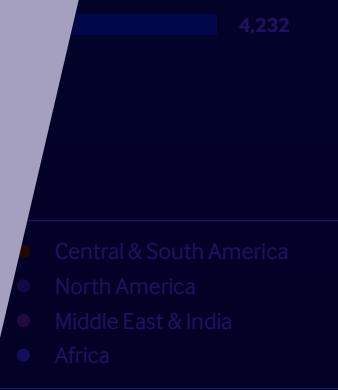 4,232
Central & South America
North America
Middle East & India
Africa